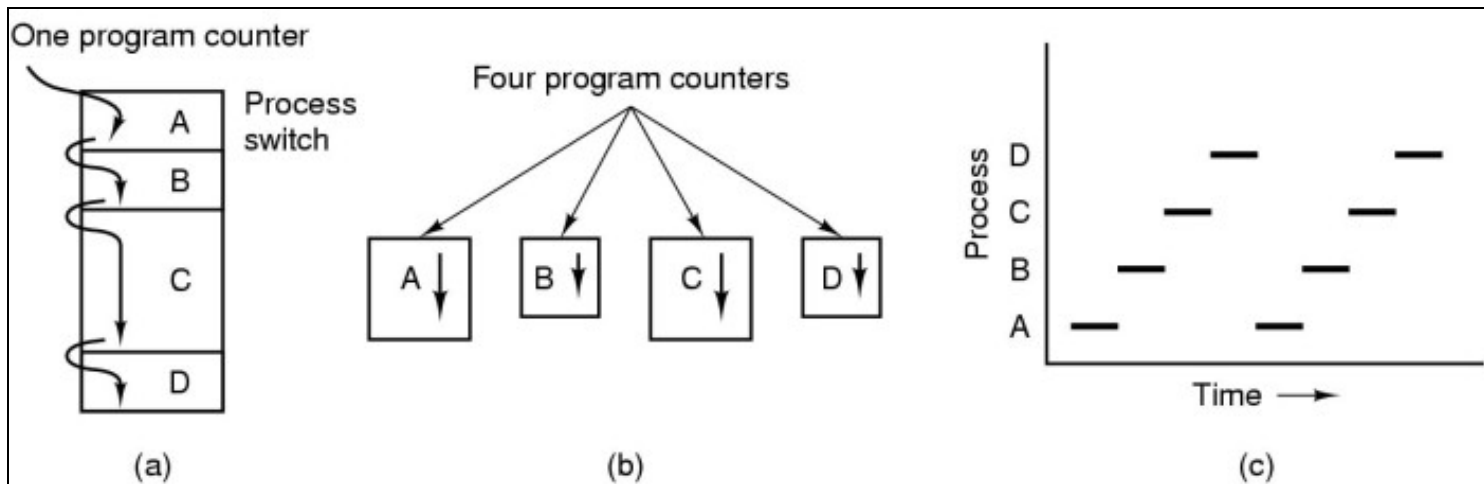 One program counter
A
Process
switch
B
C
D
(a)
Four program counters
A
B
C
D
(b)
Process
D
C
B
A
Time
(c)